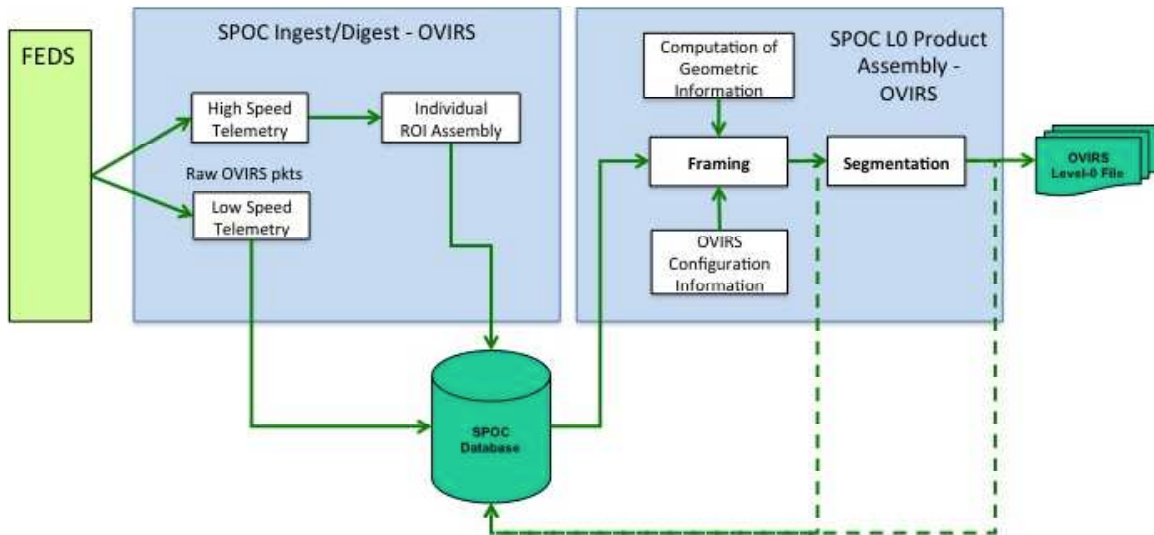 FEDS
SPOC Ingest/Digest - OVIRS
High Speed
Telemetry
Individual
ROI Assembly
Raw OVIRS pkts
Low Speed
Telemetry
SPOC L0 Product
Assembly -
OVIRS
Computation of
Geometric
Information
Framing
Segmentation
OVIRS
Configuration
Information
OVIRS
Level-0 File
SPOC
Database